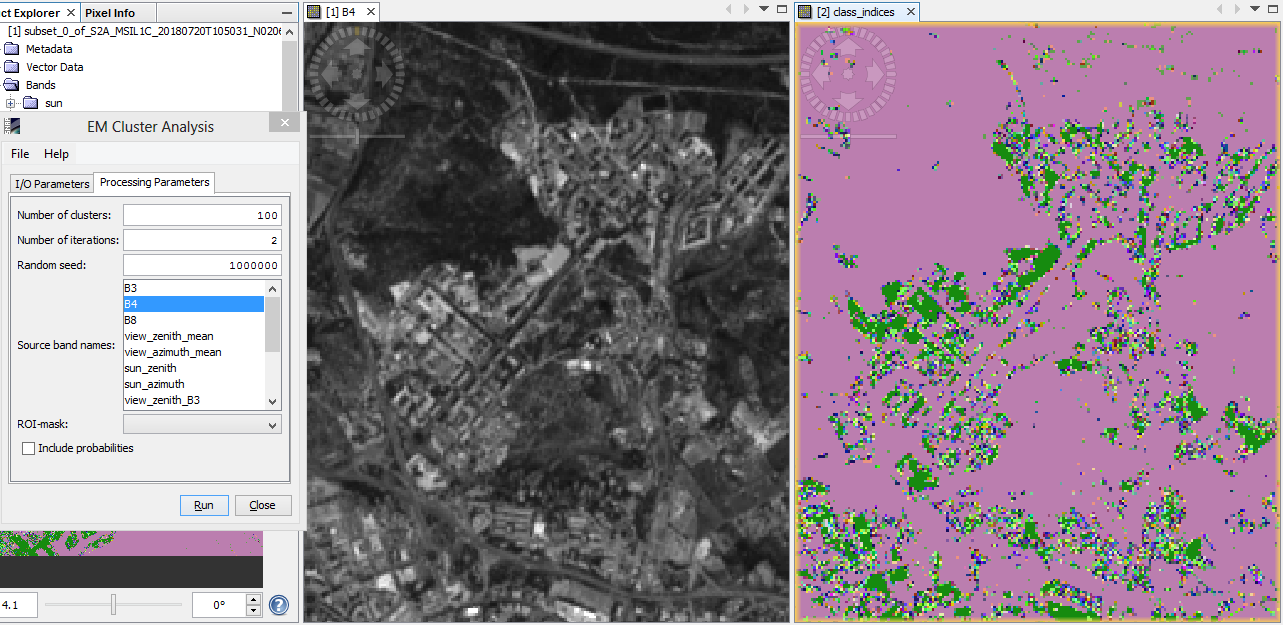 ct Explorer
Pixel Info
[1] B4
[2] class_indices
[1] subset_0_of_S2A_MSIL1C_20180720T105031_N0206
Metadata
Vector Data
Bands
sun
EM Cluster Analysis
File Help
I/O Parameters Processing Parameters
Number of clusters: 100
Number of iterations: 2
Random seed: 1000000
Source band names:
B3
B4
B8
view_zenith_mean
view_azimuth_mean
sun_zenith
sun_azimuth
view_zenith_B3
ROI-mask:
Include probabilities
Run Close
4.1 0°